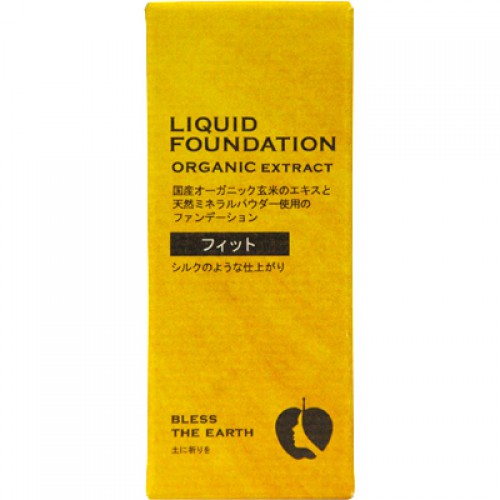 LIQUID
FOUNDATION
ORGANIC EXTRACT
国産オーガニック玄米のエキスと
天然ミネラルパウダー使用の
ファンデーション
フィット
シルクのような仕上がり
BLESS
THE EARTH
土に祈りを